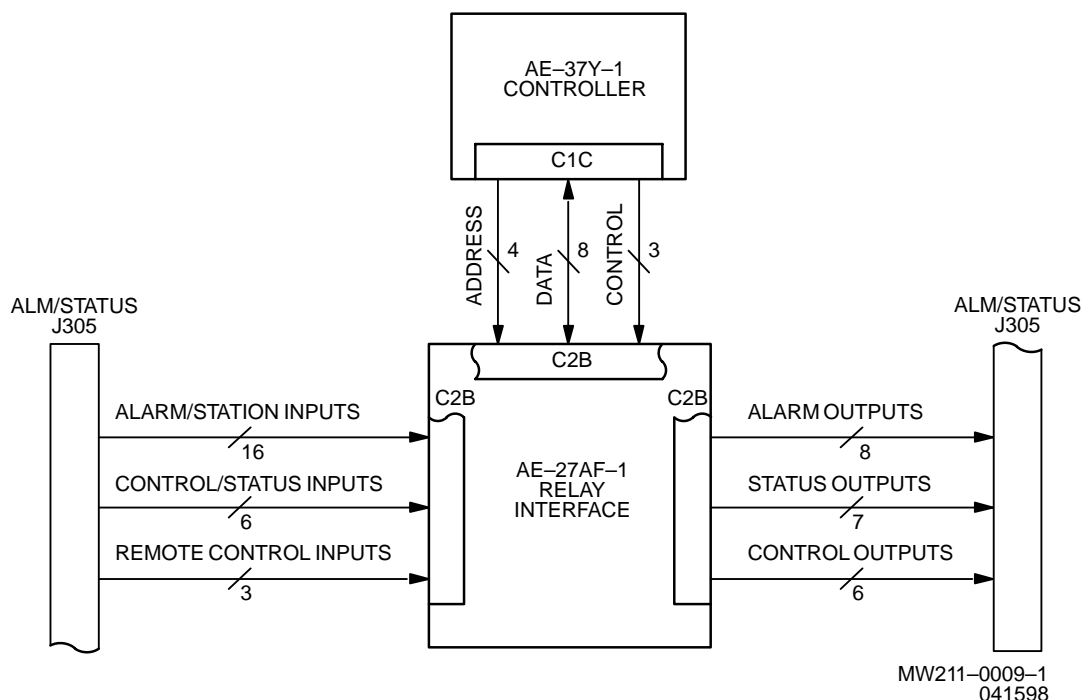 AE–37Y–1
CONTROLLER
C1C
ADDRESS
4
DATA
8
CONTROL
3
ALM/STATUS
J305
ALM/STATUS
J305
C2B
C2B
C2B
ALARM/STATION INPUTS
16
CONTROL/STATUS INPUTS
6
REMOTE CONTROL INPUTS
3
AE–27AF–1
RELAY
INTERFACE
ALARM OUTPUTS
8
STATUS OUTPUTS
7
CONTROL OUTPUTS
6
MW211–0009–1
041598